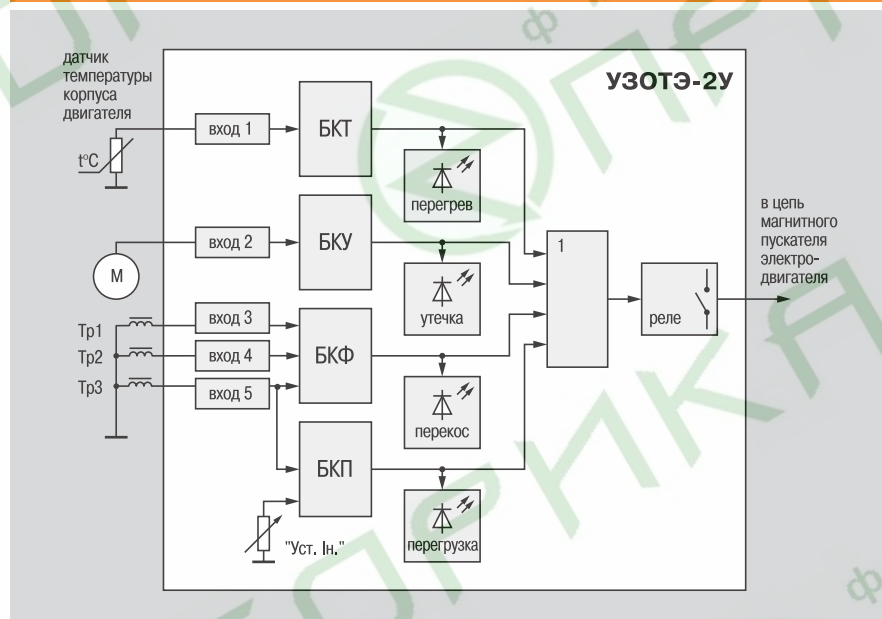 УЗОТЭ-2У
датчик
температуры
корпуса
двигателя
t°C
вход 1
БКТ
перегрев
М
вход 2
БКУ
утечка
Тр1
вход 3
Тр2
вход 4
Тр3
вход 5
БКФ
перекос
БКП
перегрузка
"Уст. Iн."
1
реле
в цепь
магнитного
пускателя
электро-
двигателя